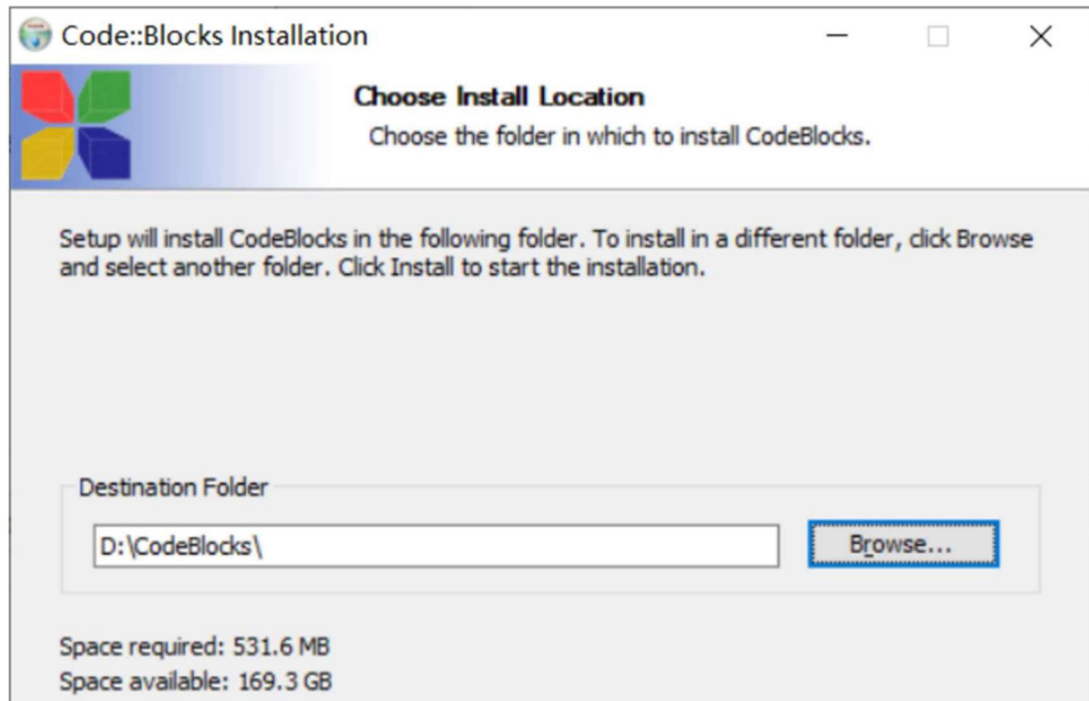 Code::Blocks Installation
Choose Install Location
Choose the folder in which to install CodeBlocks.
Setup will install CodeBlocks in the following folder. To install in a different folder, click Browse
and select another folder. Click Install to start the installation.
Destination Folder
D:\CodeBlocks\
Browse...
Space required: 531.6 MB
Space available: 169.3 GB